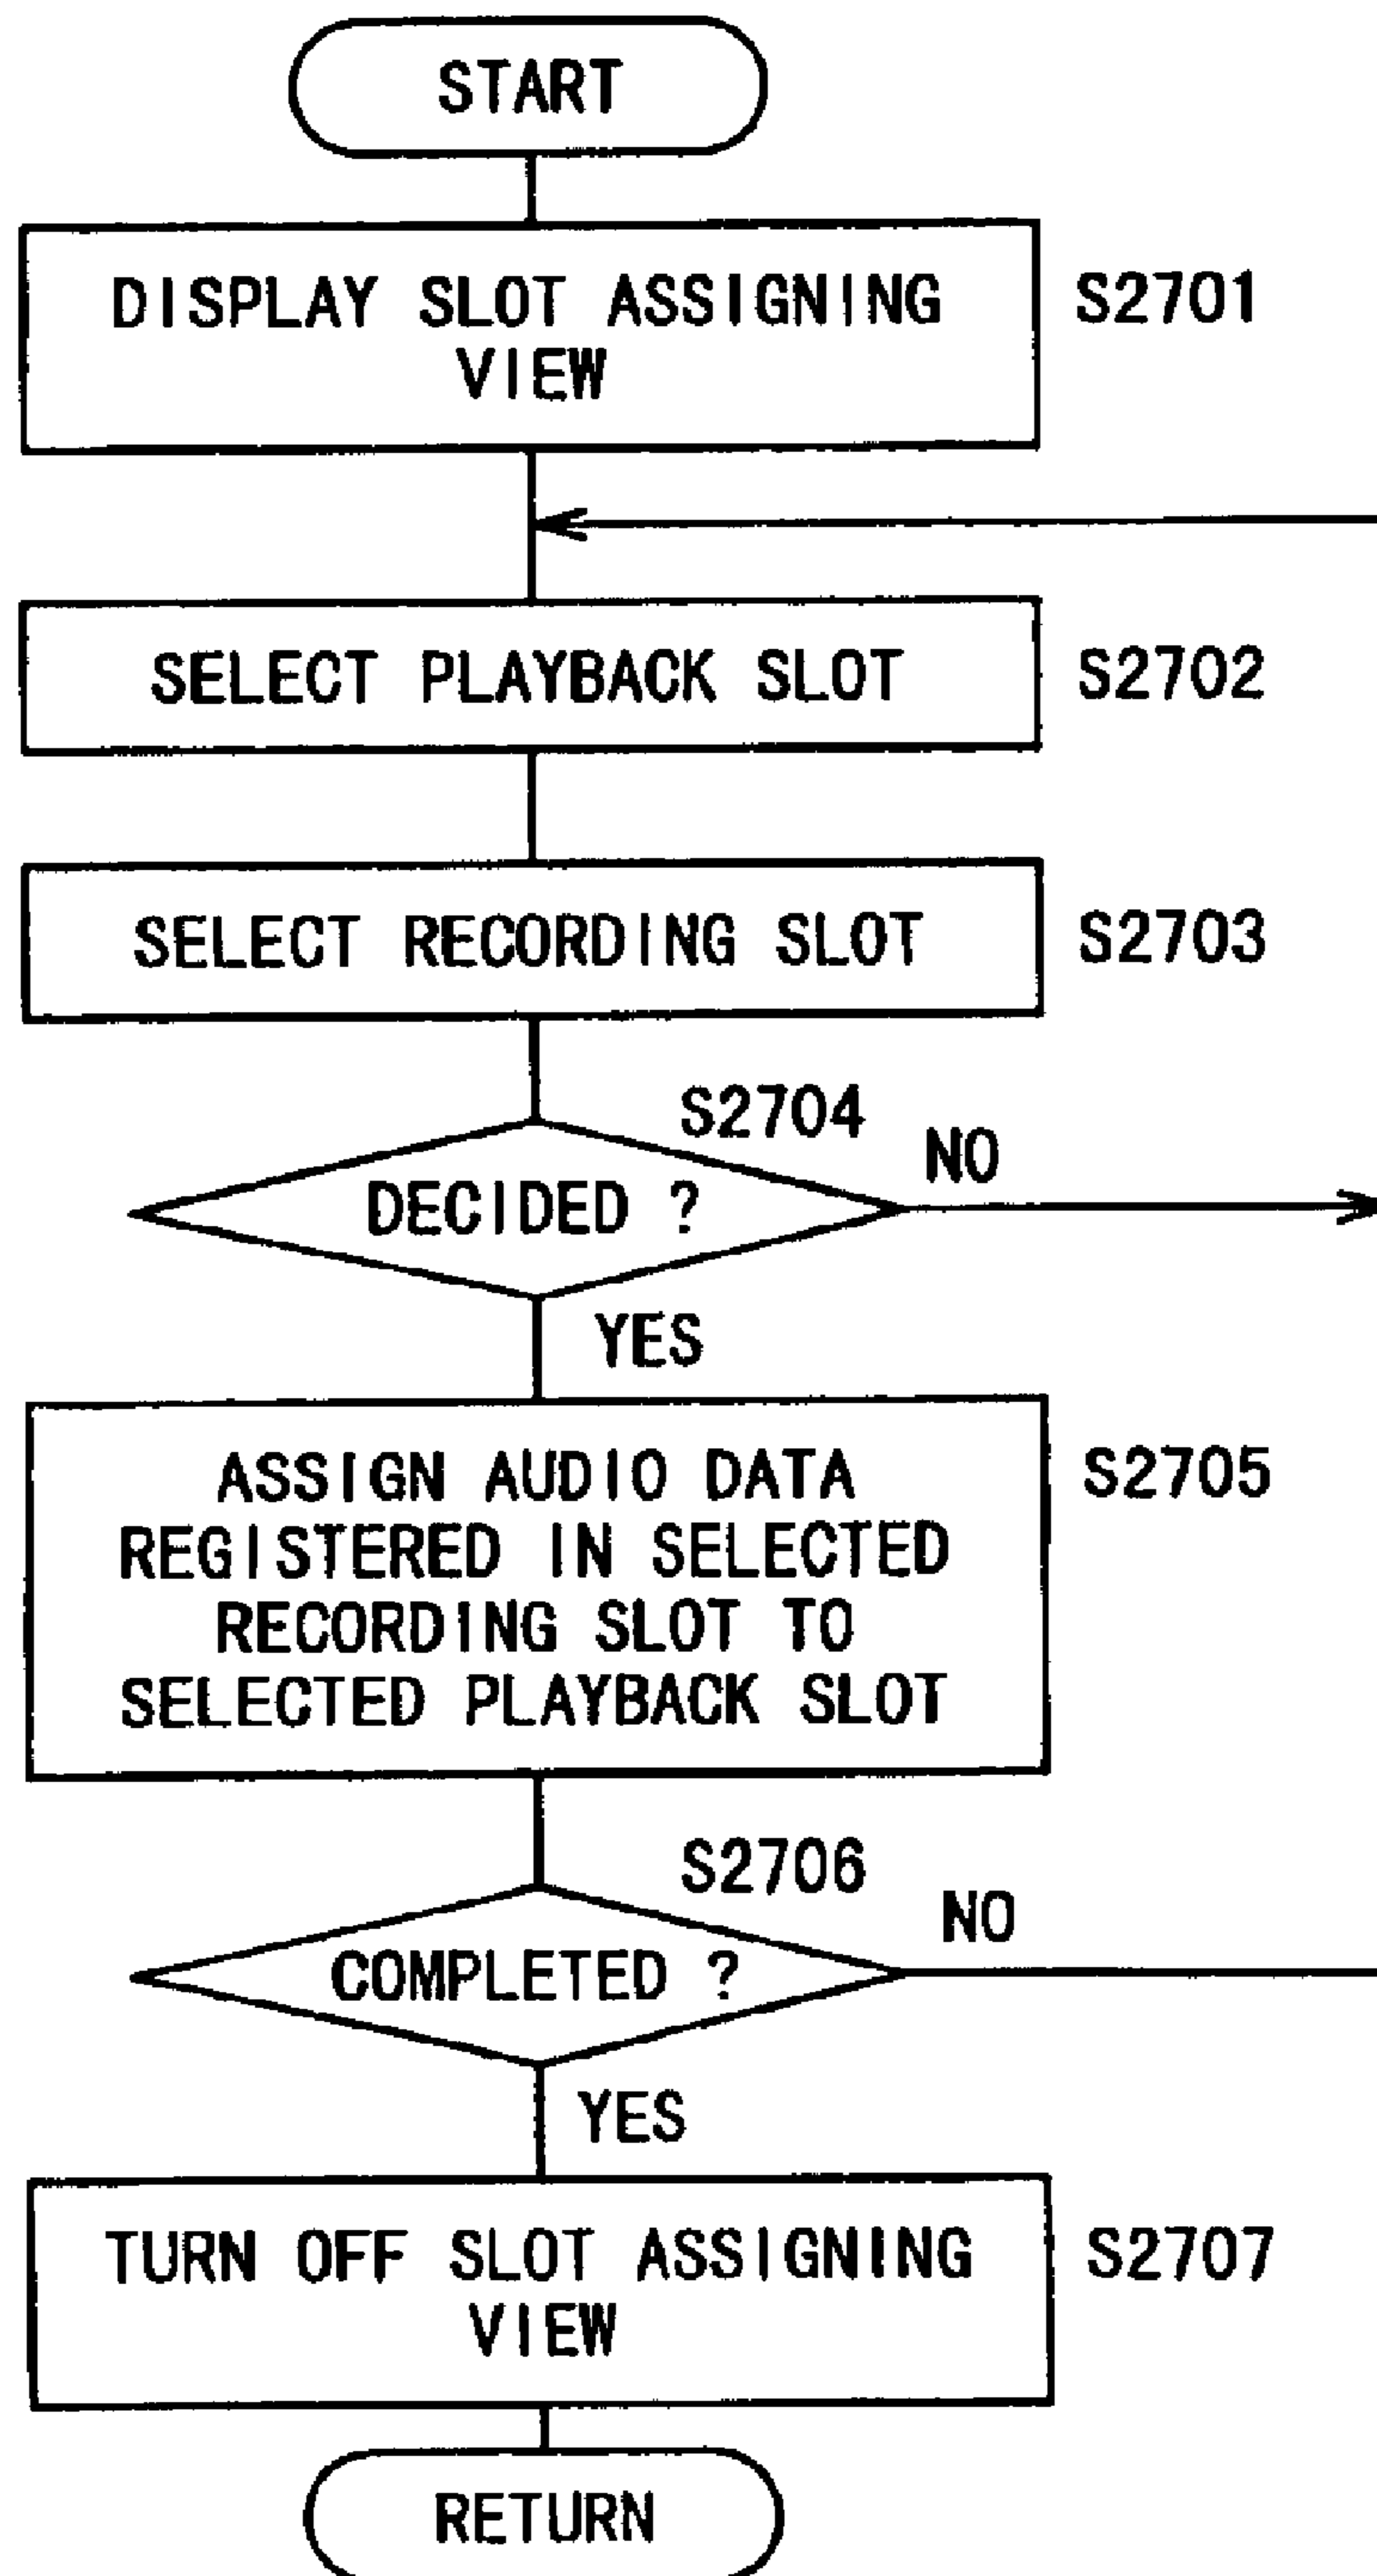 START
DISPLAY SLOT ASSIGNING
VIEW
S2701
SELECT PLAYBACK SLOT
S2702
SELECT RECORDING SLOT
S2703
S2704
DECIDED ?
NO
YES
ASSIGN AUDIO DATA
REGISTERED IN SELECTED
RECORDING SLOT TO
SELECTED PLAYBACK SLOT
S2705
S2706
COMPLETED ?
NO
YES
TURN OFF SLOT ASSIGNING
VIEW
S2707
RETURN